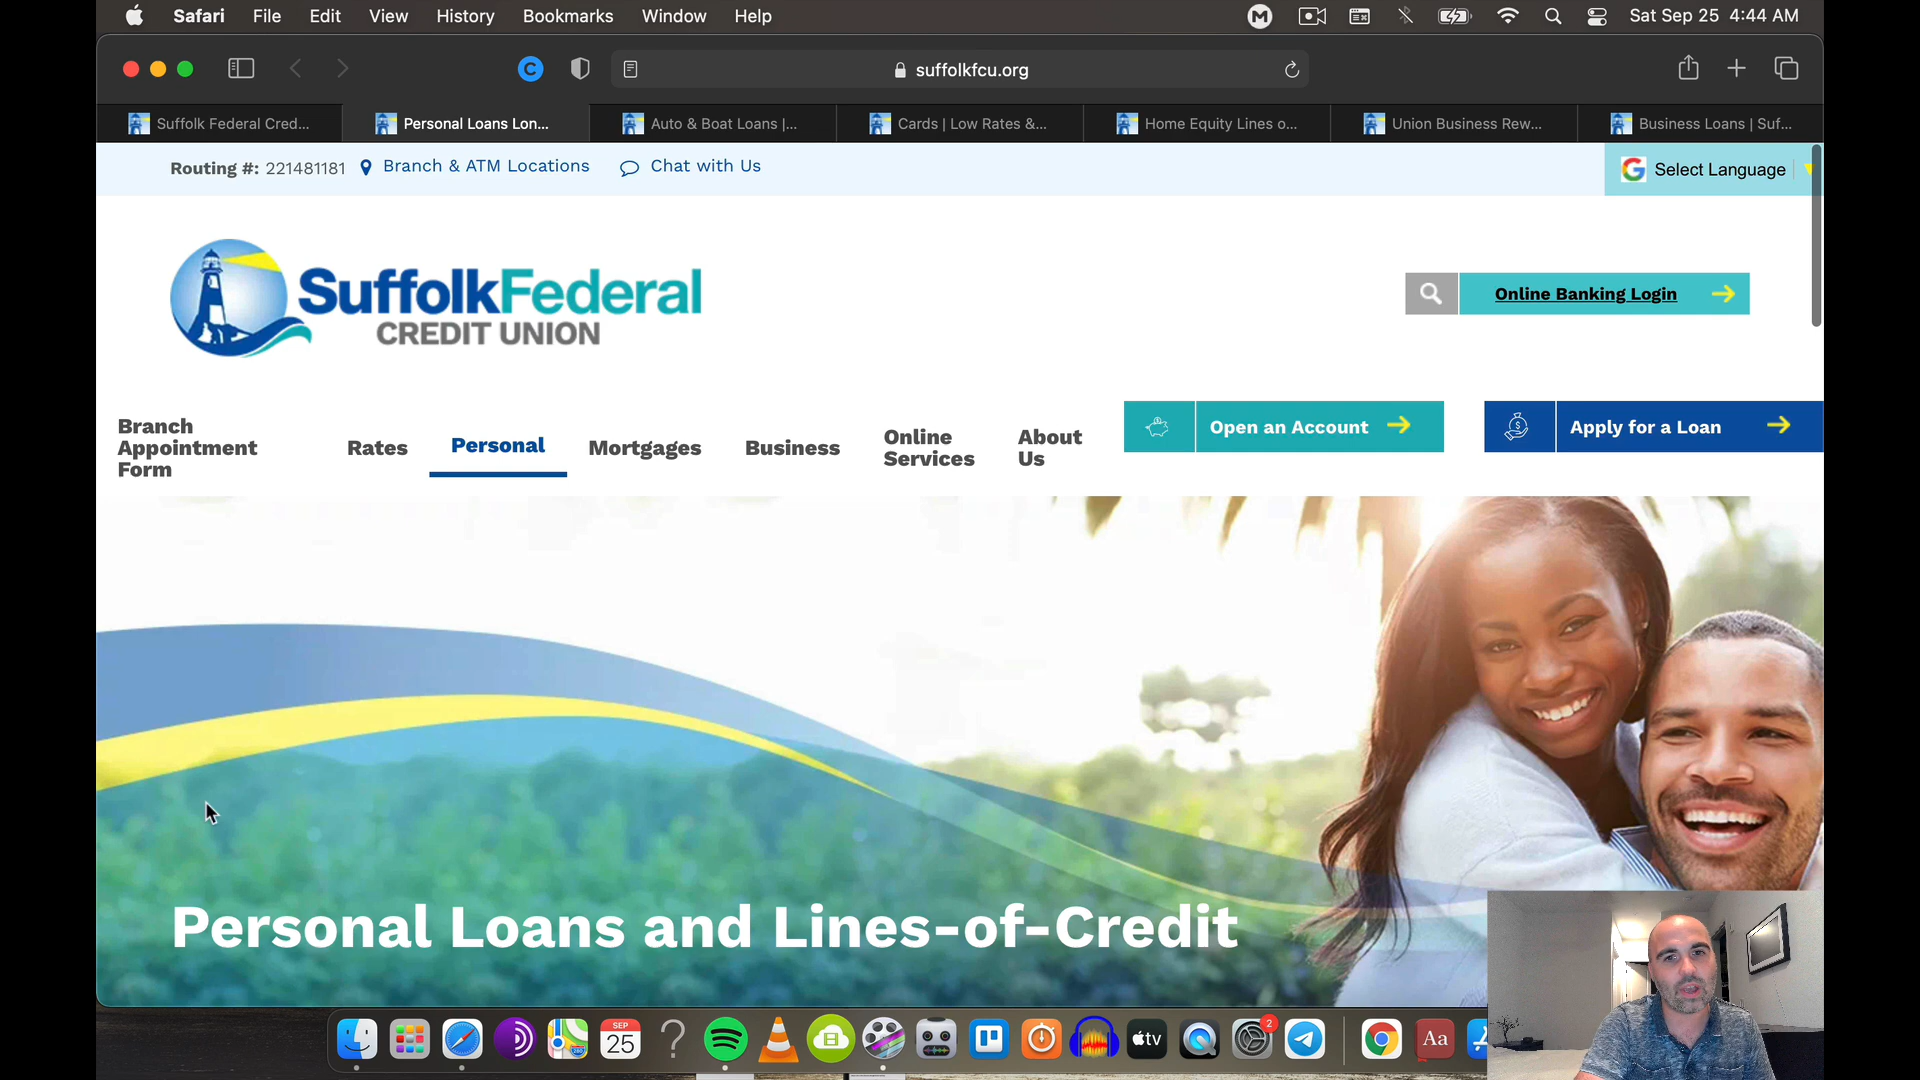 Safari File Edit View History Bookmarks Window Help Sat Sep 25 4:44 AM
suffolkfcu.org
Suffolk Federal Cred... Personal Loans Lon... Auto & Boat Loans |... Cards | Low Rates &... Home Equity Lines o... Union Business Rew... Business Loans | Suf...
Routing #: 221481181 Branch & ATM Locations Chat with Us Select Language
SuffolkFederal
CREDIT UNION
Online Banking Login
Branch
Appointment
Form
Rates
Personal
Mortgages
Business
Online
Services
About
Us
Open an Account
Apply for a Loan
Personal Loans and Lines-of-Credit
SEP
25
tv
2
Aa